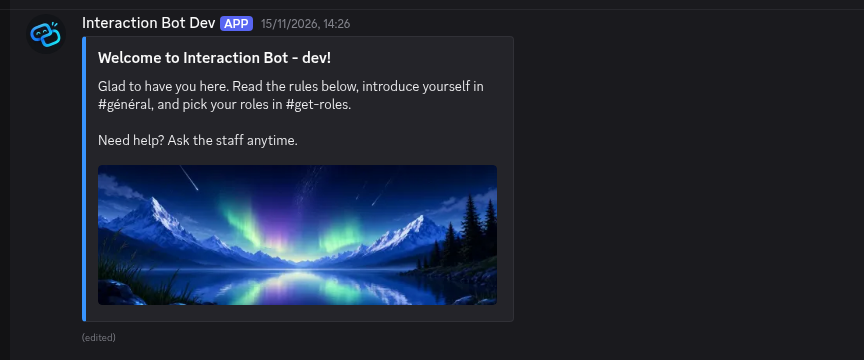 Interaction Bot Dev APP 15/11/2026, 14:26
Welcome to Interaction Bot - dev!
Glad to have you here. Read the rules below, introduce yourself in
#général, and pick your roles in #get-roles.
Need help? Ask the staff anytime.
(edited)